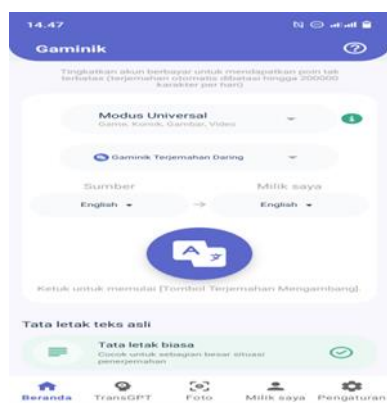 14.47
Gaminik
Tingkatkan akun berbayar untuk mendapatkan poin tak
terbatas (terjemahan otomatis dibatasi hingga 200000
karakter per hari)
Modus Universal
Game, Komik, Gambar, Video
Gaminik Terjemahan Daring
Sumber
Milik saya
English
English
Ketuk untuk memulai [Tombol Terjemahan Mengambang]
Tata letak teks asli
Tata letak biasa
Cocok untuk sebagian besar situasi
penerjemahan
Beranda
TransGPT
Foto
Milik saya
Pengaturan